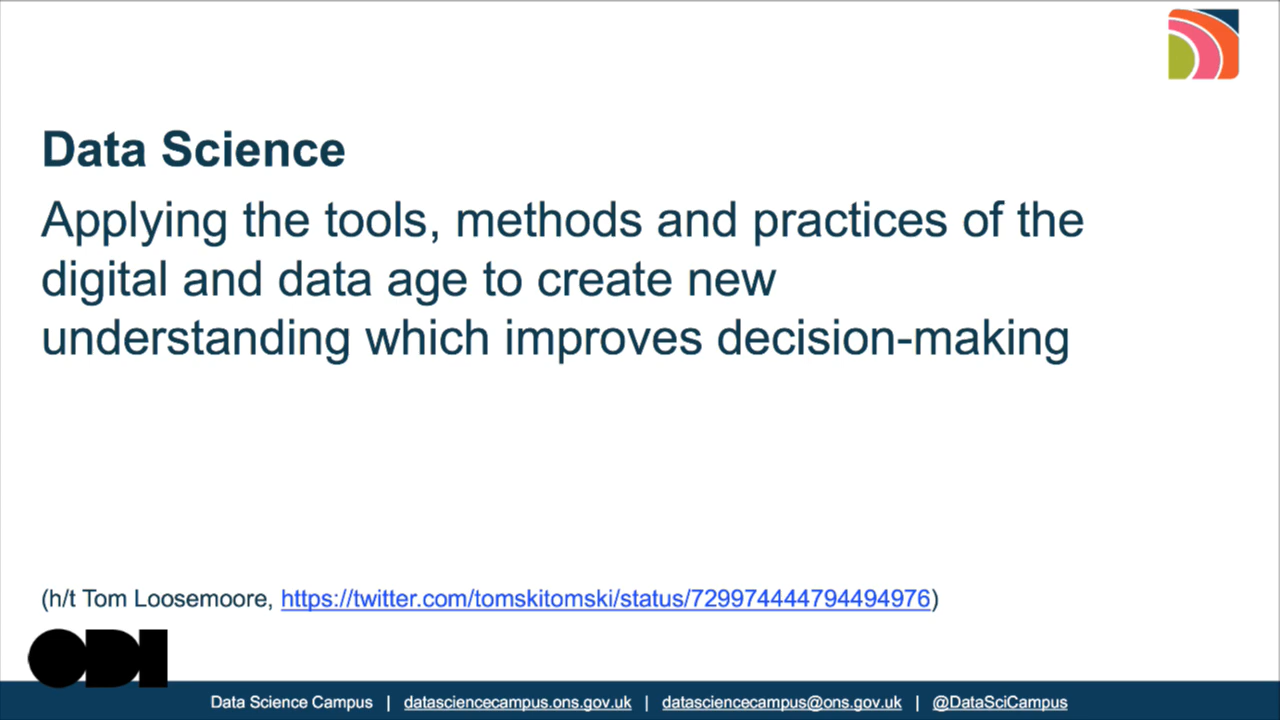 Data Science
Applying the tools, methods and practices of the
digital and data age to create new
understanding which improves decision-making
(h/t Tom Loosemoore, https://twitter.com/tomskitomski/status/729974444794494976)
ODI
Data Science Campus | datasciencecampus.ons.gov.uk | datasciencecampus@ons.gov.uk | @DataSciCampus